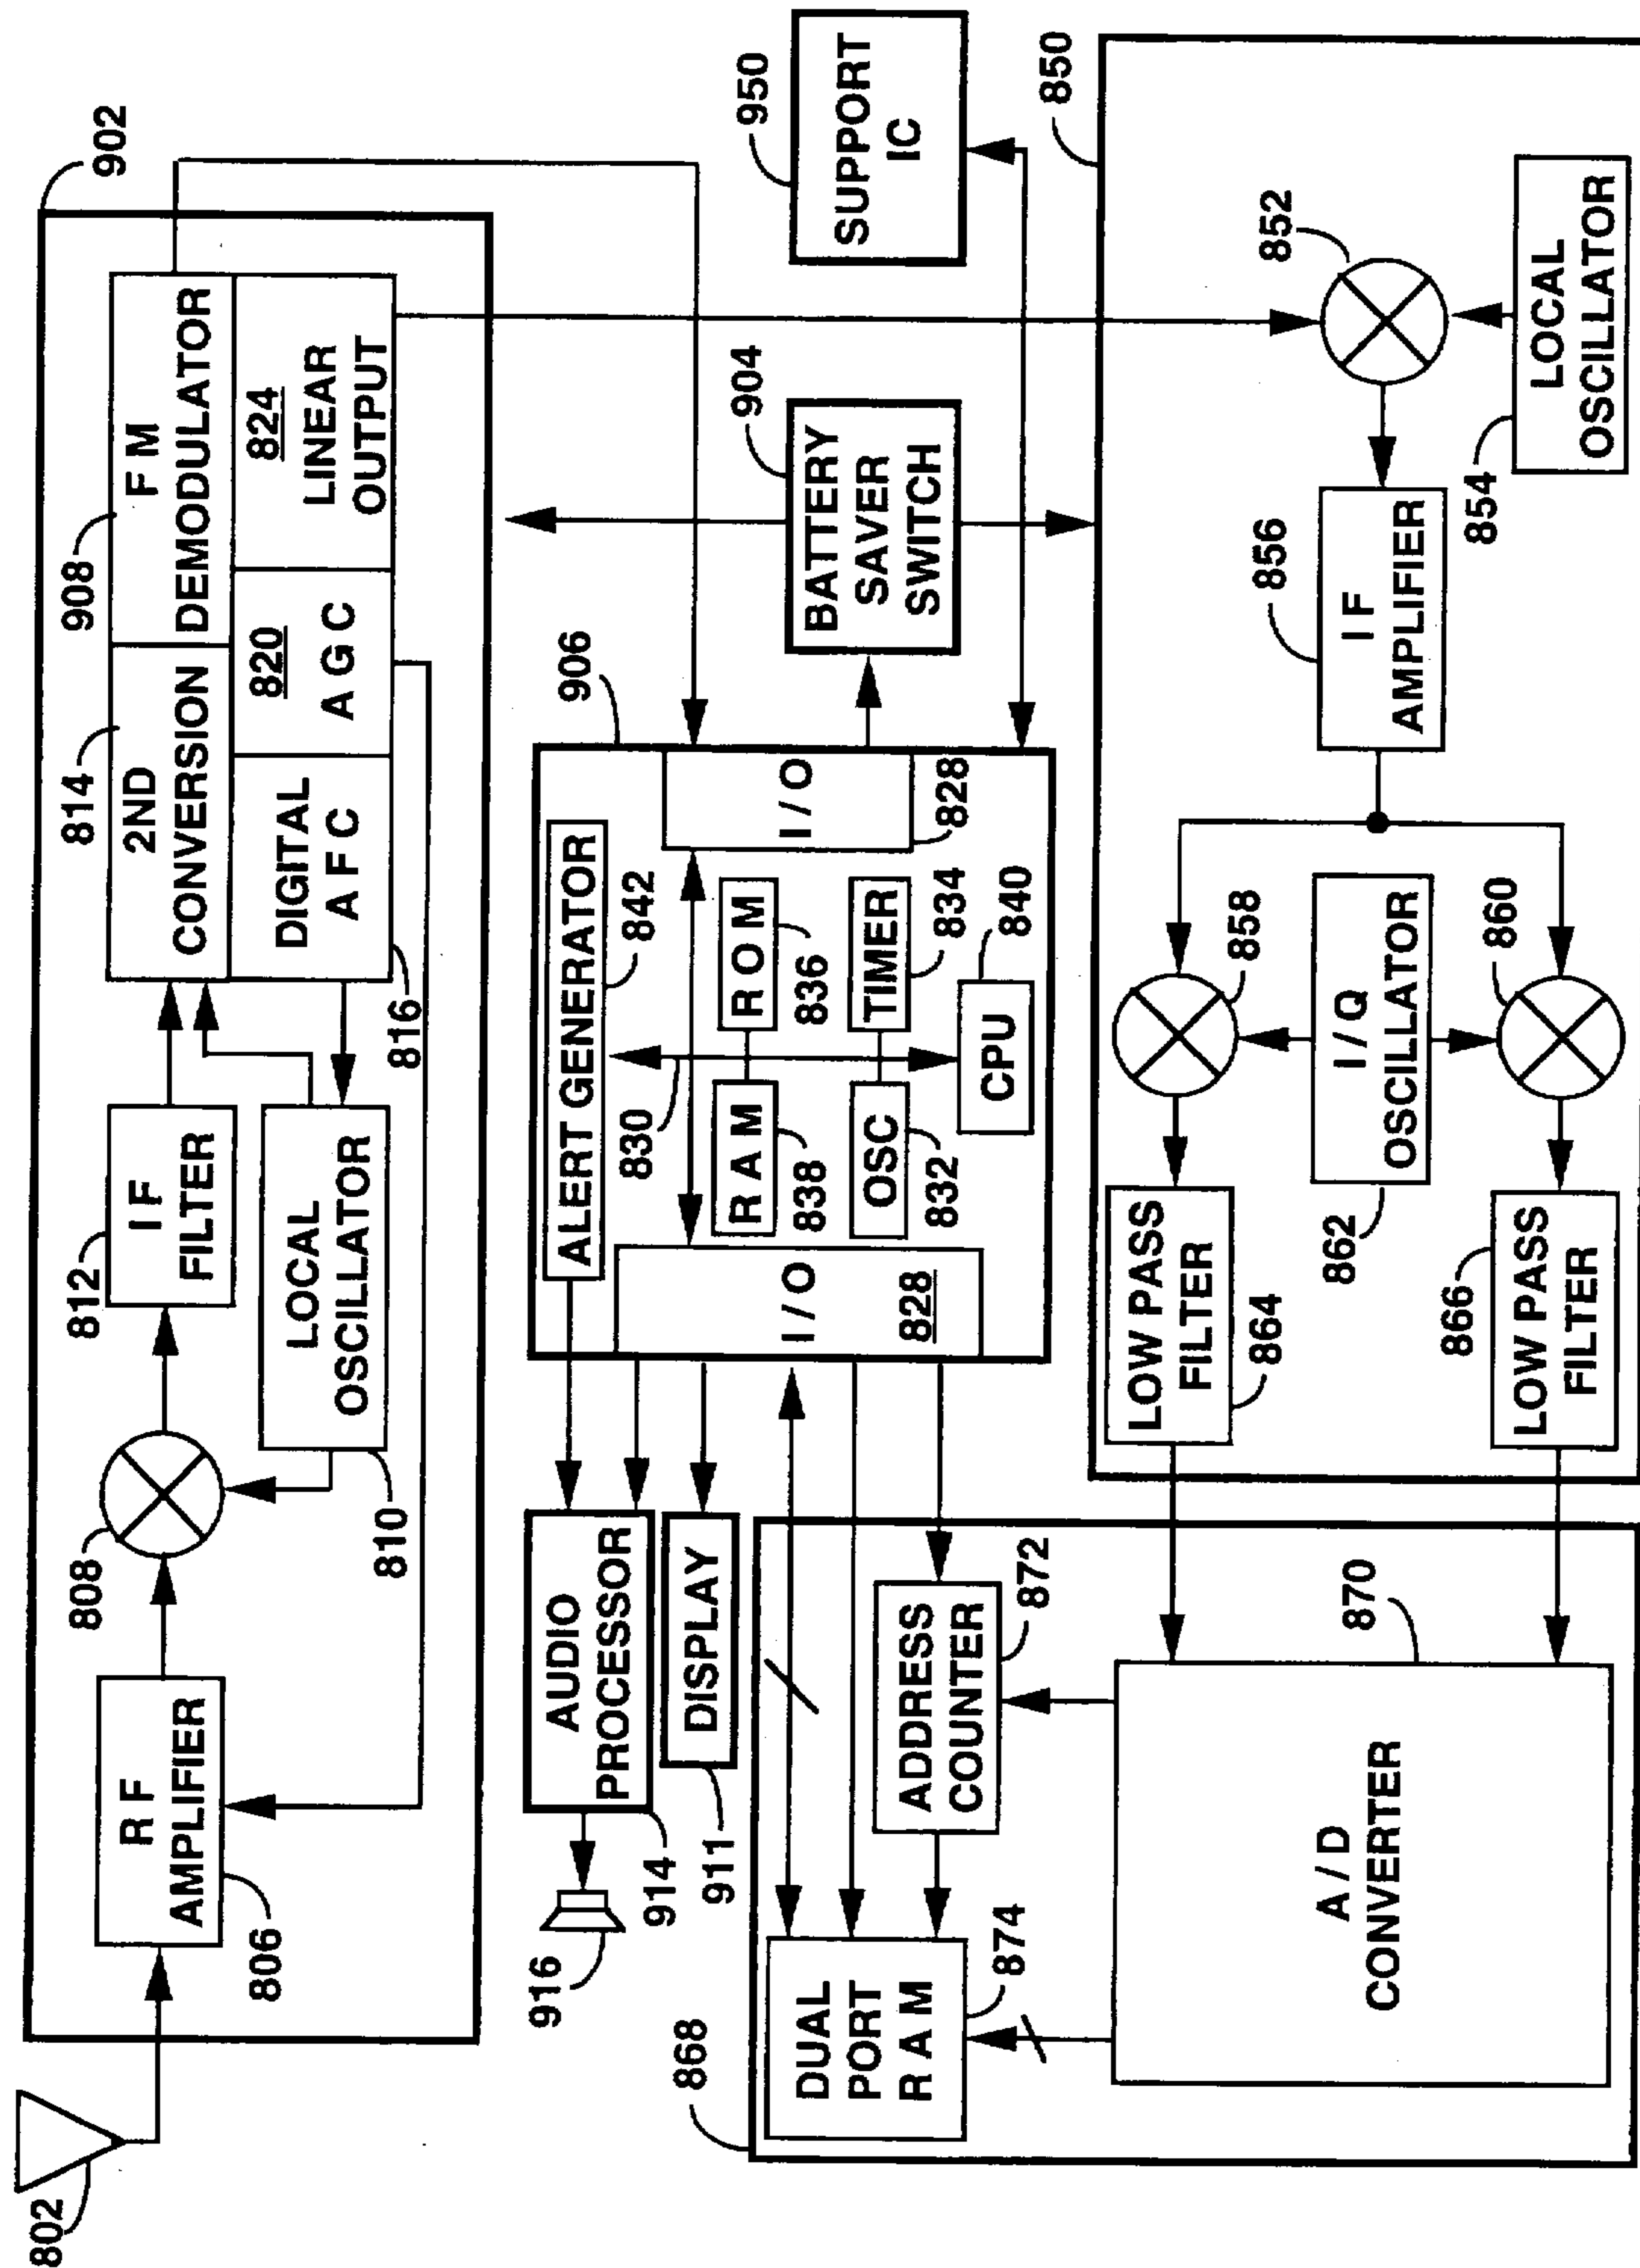 802
902
R F
AMPLIFIER
806
808
812
I F
FILTER
LOCAL
OSCILLATOR
810
814
2ND
CONVERSION
908
F M
DEMODULATOR
DIGITAL
A F C
816
820
A G C
824
LINEAR
OUTPUT
916
AUDIO
PROCESSOR
914
DISPLAY
911
906
ALERT GENERATOR
842
830
I / O
828
R A M
838
R O M
836
OSC
832
TIMER
834
CPU
840
I / O
828
904
BATTERY
SAVER
SWITCH
950
SUPPORT
IC
868
DUAL
PORT
R A M
874
ADDRESS
COUNTER
872
A / D
CONVERTER
870
850
LOW PASS
FILTER
864
858
I / Q
OSCILLATOR
862
866
LOW PASS
FILTER
860
856
I F
AMPLIFIER
852
854
LOCAL
OSCILLATOR